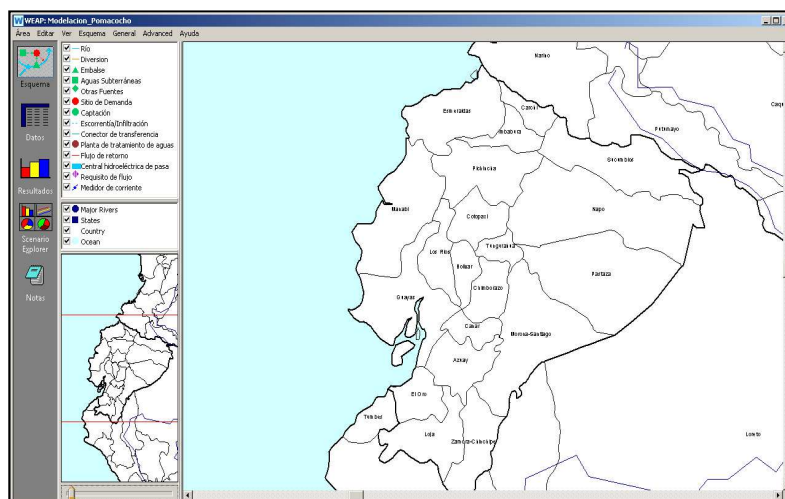 WEAP: Modelacion_Pomacocho
Área Editar Ver Esquema General Advanced Ayuda
Esquema
Datos
Resultados
Scenario
Explorer
Notas
Río
Diversion
Embalse
Aguas Subterráneas
Otras Fuentes
Sitio de Demanda
Captación
Escorrentía/Infiltración
Conector de transferencia
Planta de tratamiento de aguas
Flujo de retorno
Central hidroeléctrica de pasa
Requisito de flujo
Medidor de corriente
Major Rivers
States
Country
Ocean
Narino
Esmeraldas
Carchi
Imbabura
Putumayo
Caqu
Pichincha
Sucumbios
Manabi
Cotopaxi
Napo
Los Rios
Tungurahua
Bolivar
Pastaza
Guayas
Chimborazo
Canar
Morona-Santiago
Azuay
El Oro
Tumbes
Loja
Zamora-Chinchipe
Loreto